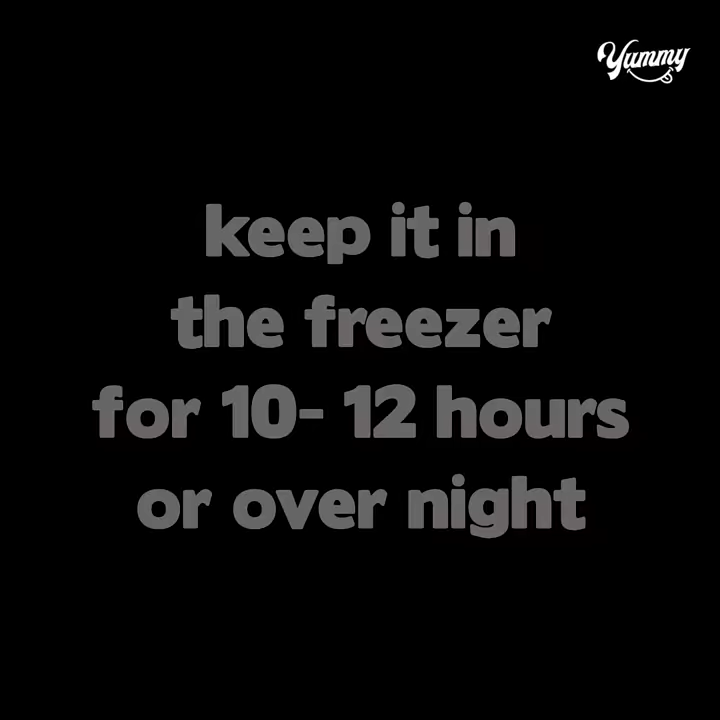 Yummy
keep it in
the freezer
for 10- 12 hours
or over night